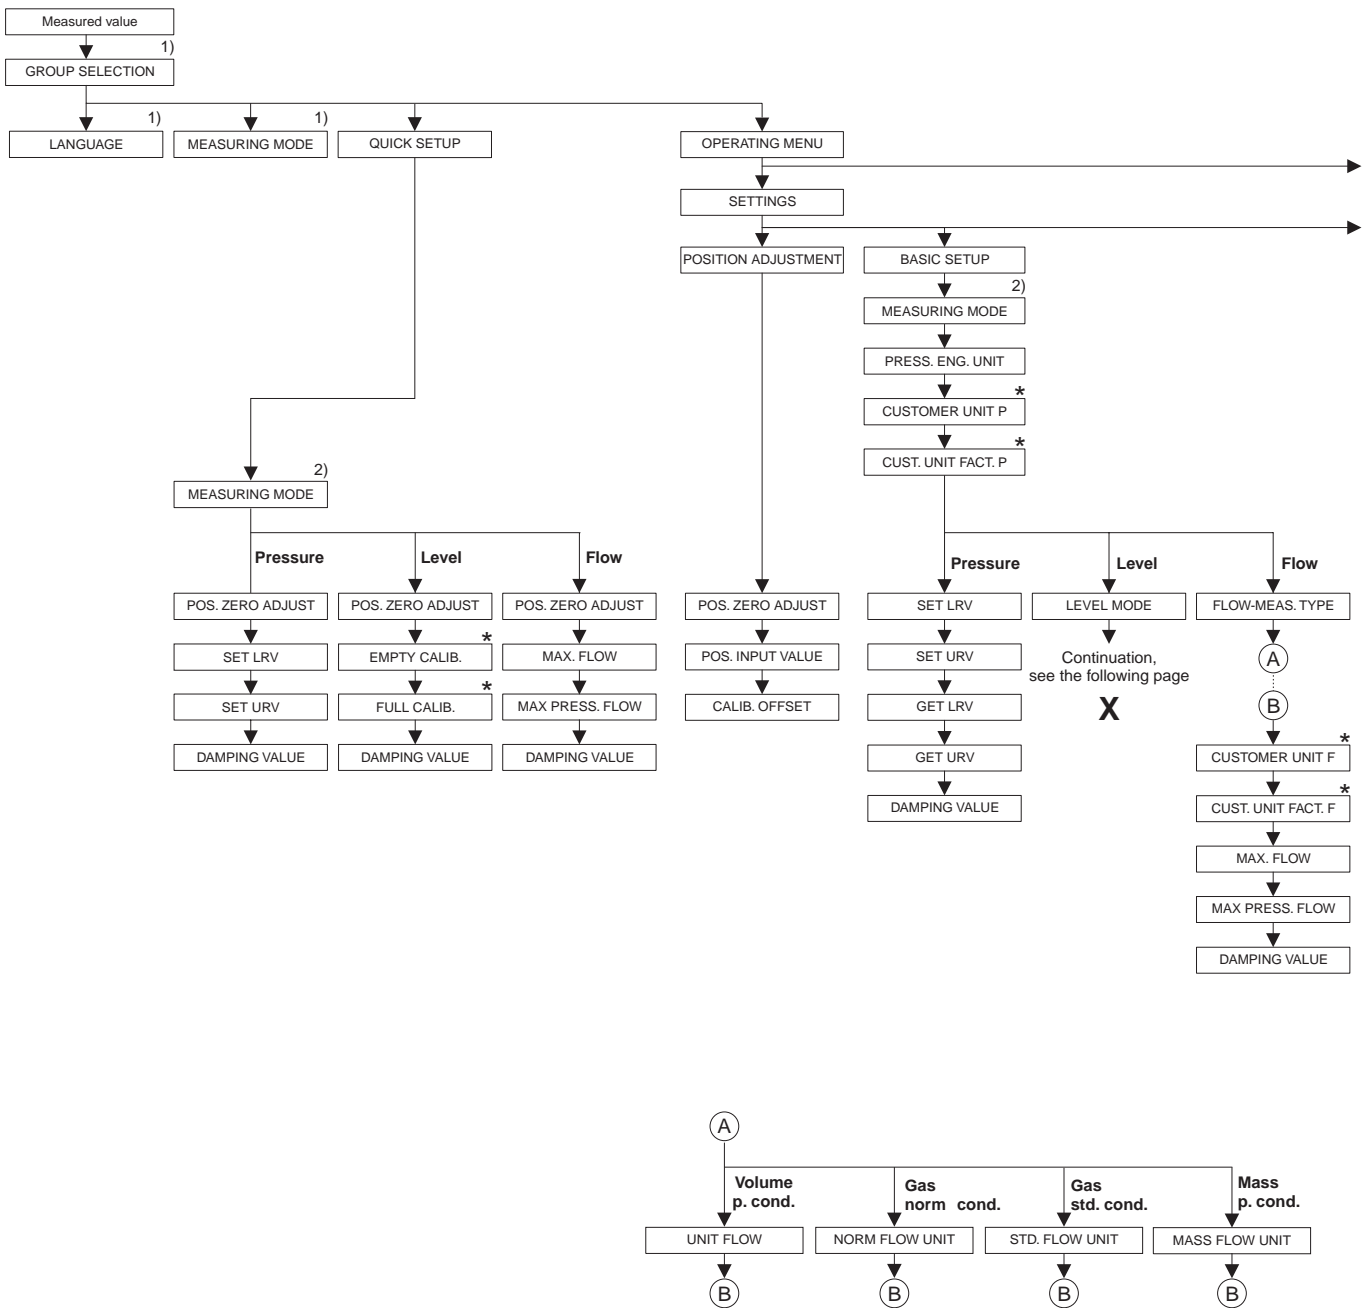 Measured value
1)
GROUP SELECTION
1)
1)
LANGUAGE
MEASURING MODE
QUICK SETUP
OPERATING MENU
SETTINGS
POSITION ADJUSTMENT
BASIC SETUP
2)
MEASURING MODE
PRESS. ENG. UNIT
*
CUSTOMER UNIT P
*
CUST. UNIT FACT. P
2)
MEASURING MODE
Pressure
Level
Flow
POS. ZERO ADJUST
SET LRV
SET URV
DAMPING VALUE
POS. ZERO ADJUST
*
EMPTY CALIB.
*
FULL CALIB.
DAMPING VALUE
POS. ZERO ADJUST
MAX. FLOW
MAX PRESS. FLOW
DAMPING VALUE
POS. ZERO ADJUST
POS. INPUT VALUE
CALIB. OFFSET
Pressure
Level
Flow
SET LRV
SET URV
GET LRV
GET URV
DAMPING VALUE
LEVEL MODE
Continuation,
see the following page
X
FLOW-MEAS. TYPE
A
B
*
CUSTOMER UNIT F
*
CUST. UNIT FACT. F
MAX. FLOW
MAX PRESS. FLOW
DAMPING VALUE
A
Volume
p. cond.
Gas
norm cond.
Gas
std. cond.
Mass
p. cond.
UNIT FLOW
NORM FLOW UNIT
STD. FLOW UNIT
MASS FLOW UNIT
B
B
B
B